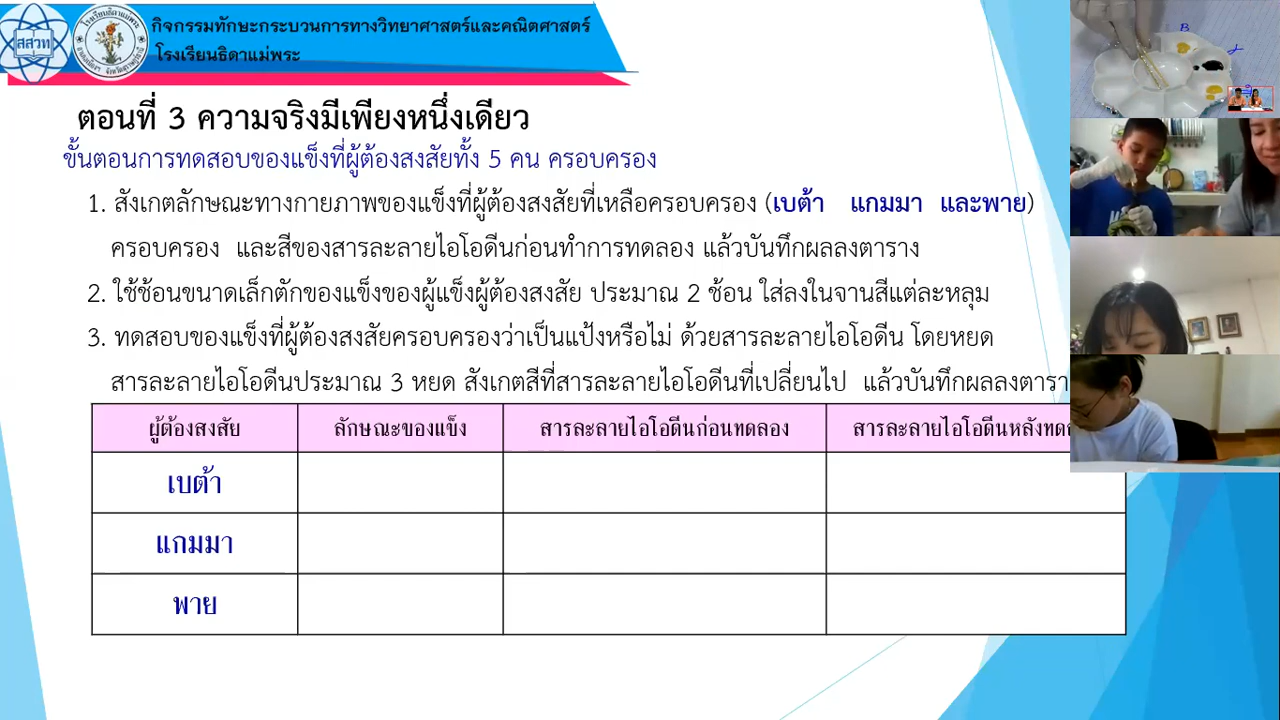 สสวท
กิจกรรมทักษะกระบวนการทางวิทยาศาสตร์และคณิตศาสตร์
โรงเรียนธิดาแม่พระ
ตอนที่ 3 ความจริงมีเพียงหนึ่งเดียว
ขั้นตอนการทดสอบของแข็งที่ผู้ต้องสงสัยทั้ง 5 คน ครอบครอง
1. สังเกตลักษณะทางกายภาพของแข็งที่ผู้ต้องสงสัยที่เหลือครอบครอง (เบต้า แกมมา และพาย)
ครอบครอง และสีของสารละลายไอโอดีนก่อนทำการทดลอง แล้วบันทึกผลลงตาราง
2. ใช้ช้อนขนาดเล็กตักของแข็งของผู้แข็งผู้ต้องสงสัย ประมาณ 2 ช้อน ใส่ลงในจานสีแต่ละหลุม
3. ทดสอบของแข็งที่ผู้ต้องสงสัยครอบครองว่าเป็นแป้งหรือไม่ ด้วยสารละลายไอโอดีน โดยหยด
สารละลายไอโอดีนประมาณ 3 หยด สังเกตสีที่สารละลายไอโอดีนที่เปลี่ยนไป แล้วบันทึกผลลงตารา
ผู้ต้องสงสัย ลักษณะของแข็ง สารละลายไอโอดีนก่อนทดลอง สารละลายไอโอดีนหลังทด
เบต้า
แกมมา
พาย
B